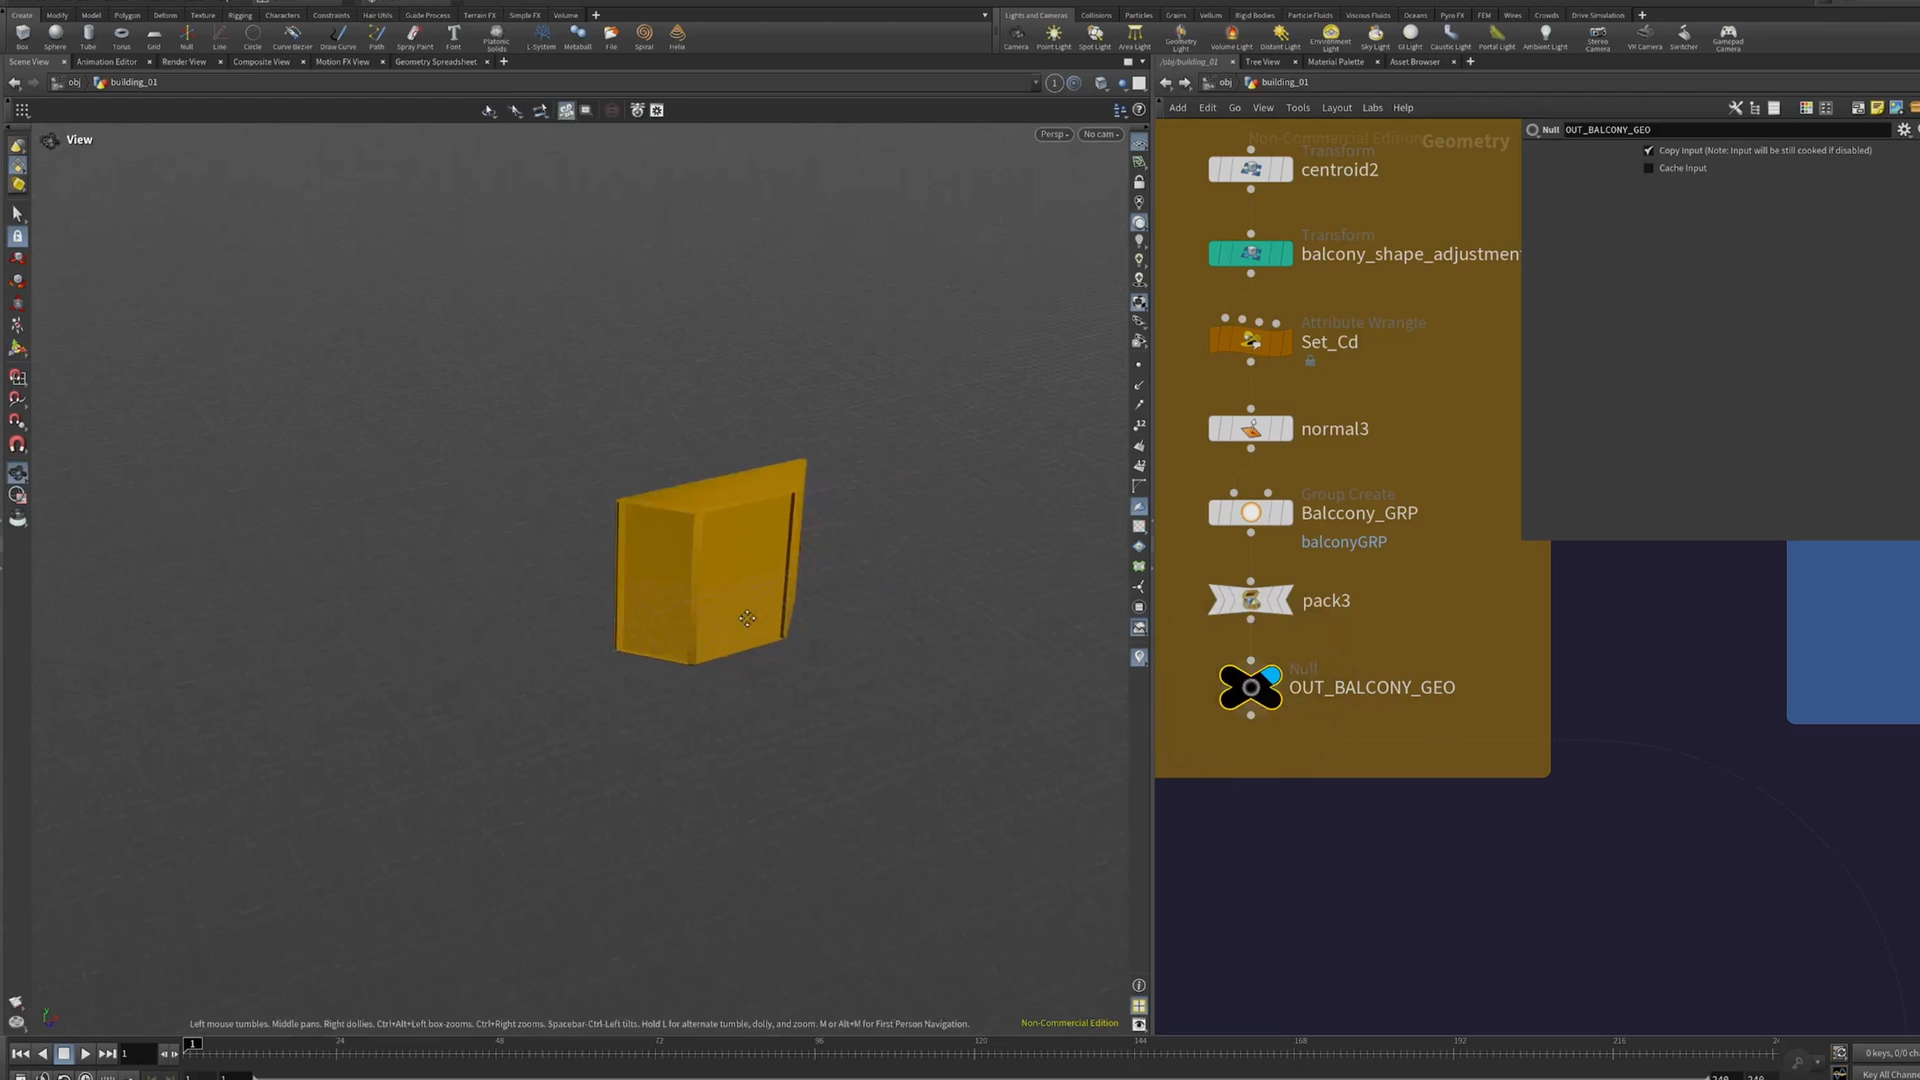 Create Modify Model Polygon Deform Texture Rigging Characters Constraints Hair Utils Guide Process Terrain FX Simple FX Volume
Lights and Cameras Collisions Particles Grains Vellum Rigid Bodies Particle Fluids Viscous Fluids Oceans Pyro FX FEM Wires Crowds Drive Simulation
Box Sphere Tube Torus Grid Null Line Circle Curve Bezier Draw Curve Path Spray Paint Font Platonic Solids L-System Metaball File Spiral Helix
Camera Point Light Spot Light Area Light Geometry Light Volume Light Distant Light Environment Light Sky Light GI Light Caustic Light Portal Light Ambient Light Stereo Camera VR Camera Switcher Gamepad Camera
Scene View Animation Editor Render View Composite View Motion FX View Geometry Spreadsheet
/obj/building_01 Tree View Material Palette Asset Browser
obj building_01
obj building_01
Add Edit Go View Tools Layout Labs Help
View
Persp No cam
Null OUT_BALCONY_GEO
Copy Input (Note: Input will be still cooked if disabled)
Cache Input
Non-Commercial Edition
Geometry
Transform
centroid2
Transform
balcony_shape_adjustment
Attribute Wrangle
Set_Cd
normal3
Group Create
Balccony_GRP
balconyGRP
pack3
Null
OUT_BALCONY_GEO
Left mouse tumbles. Middle pans. Right dollies. Ctrl+Alt+Left box-zooms. Ctrl+Right zooms. Spacebar-Ctrl-Left tilts. Hold L for alternate tumble, dolly, and zoom. M or Alt+M for First Person Navigation.
Non-Commercial Edition
1 1 24 48 72 96 120 144 168 192 216
0 keys, 0/0 ch
Key All Channe
1 1 240 240